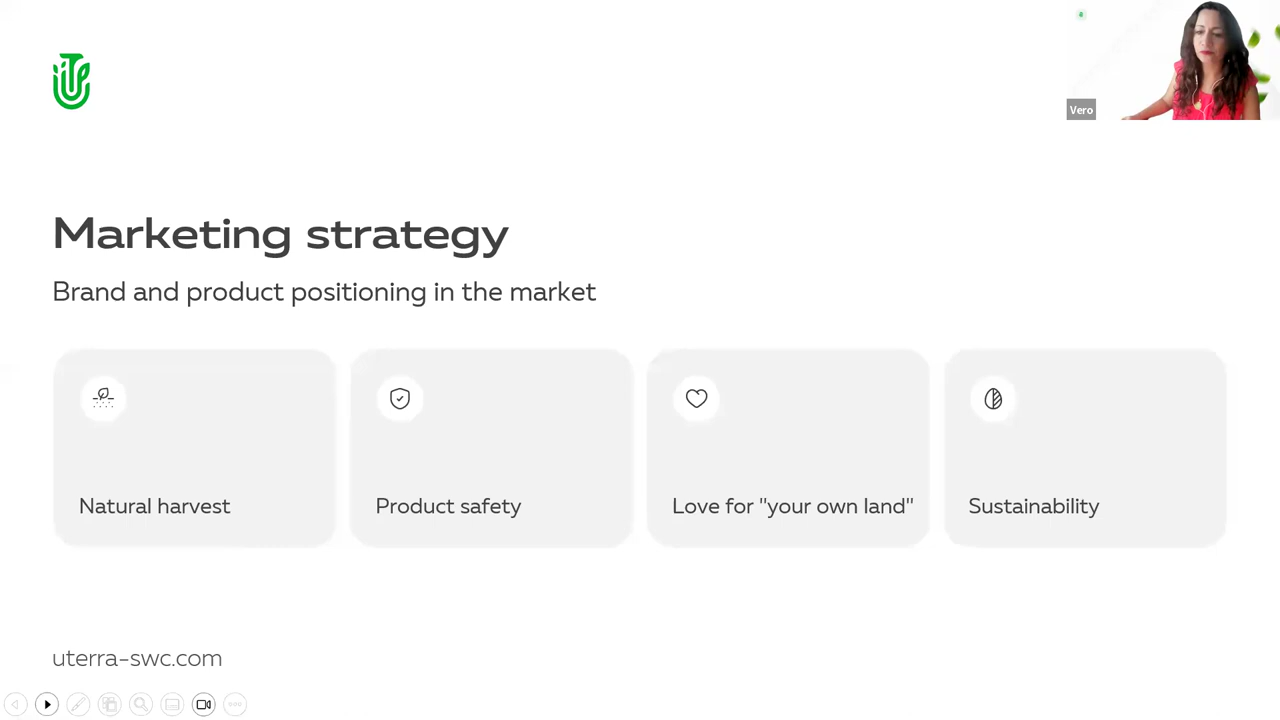 Vero
Marketing strategy
Brand and product positioning in the market
Natural harvest
Product safety
Love for "your own land"
Sustainability
uterra-swc.com